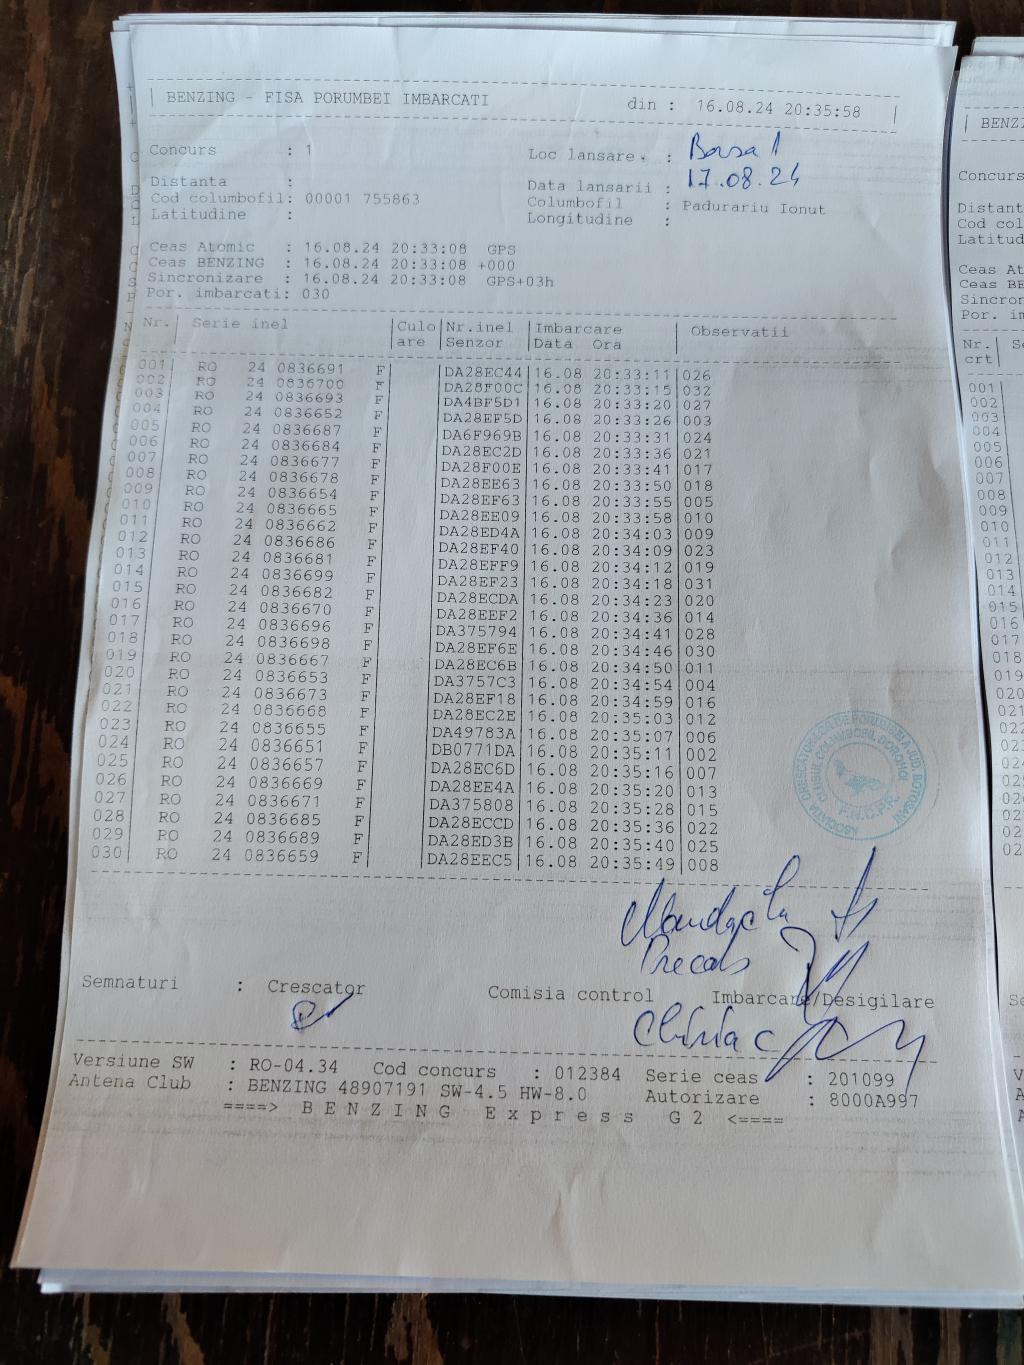 BENZING - FISA PORUMBEI IMBARCATI din : 16.08.24 20:35:58
Concurs : 1 Loc lansare : Borsa 1
Distanta : Data lansarii : 17.08.24
Cod columbofil: 00001 755863 Columbofil : Padurariu Ionut
Latitudine : Longitudine :
Ceas Atomic : 16.08.24 20:33:08 GPS
Ceas BENZING : 16.08.24 20:33:08 +000
Sincronizare : 16.08.24 20:33:08 GPS+03h
Por. imbarcati: 030
Nr. | Serie inel | Culo | Nr.inel | Imbarcare | Observatii
are | Senzor | Data Ora
001 RO 24 0836691 F DA28EC44 16.08 20:33:11 026
002 RO 24 0836700 F DA28F00C 16.08 20:33:15 032
003 RO 24 0836693 F DA4BF5D1 16.08 20:33:20 027
004 RO 24 0836652 F DA28EF5D 16.08 20:33:26 003
005 RO 24 0836687 F DA6F969B 16.08 20:33:31 024
006 RO 24 0836684 F DA28EC2D 16.08 20:33:36 021
007 RO 24 0836677 F DA28F00E 16.08 20:33:41 017
008 RO 24 0836678 F DA28EE63 16.08 20:33:50 018
009 RO 24 0836654 F DA28EF63 16.08 20:33:55 005
010 RO 24 0836665 F DA28EE09 16.08 20:33:58 010
011 RO 24 0836662 F DA28ED4A 16.08 20:34:03 009
012 RO 24 0836686 F DA28EF40 16.08 20:34:09 023
013 RO 24 0836681 F DA28EFF9 16.08 20:34:12 019
014 RO 24 0836699 F DA28EF23 16.08 20:34:18 031
015 RO 24 0836682 F DA28ECDA 16.08 20:34:23 020
016 RO 24 0836670 F DA28EEF2 16.08 20:34:36 014
017 RO 24 0836696 F DA375794 16.08 20:34:41 028
018 RO 24 0836698 F DA28EF6E 16.08 20:34:46 030
019 RO 24 0836667 F DA28EC6B 16.08 20:34:50 011
020 RO 24 0836653 F DA3757C3 16.08 20:34:54 004
021 RO 24 0836673 F DA28EF18 16.08 20:34:59 016
022 RO 24 0836668 F DA28EC2E 16.08 20:35:03 012
023 RO 24 0836655 F DA49783A 16.08 20:35:07 006
024 RO 24 0836651 F DB0771DA 16.08 20:35:11 002
025 RO 24 0836657 F DA28EC6D 16.08 20:35:16 007
026 RO 24 0836669 F DA28EE4A 16.08 20:35:20 013
027 RO 24 0836671 F DA375808 16.08 20:35:28 015
028 RO 24 0836685 F DA28ECCD 16.08 20:35:36 022
029 RO 24 0836689 F DA28ED3B 16.08 20:35:40 025
030 RO 24 0836659 F DA28EEC5 16.08 20:35:49 008
ASOCIATIA CRESCATORILOR DE PORUMBEI A JUD. BOTOSANI
CLUBUL COLUMBOFIL DOROHOI
Semnaturi : Crescator Comisia control Imbarcare/Desigilare
Chiriac
Versiune SW : RO-04.34 Cod concurs : 012384 Serie ceas : 201099
Antena Club : BENZING 48907191 SW-4.5 HW-8.0 Autorizare : 8000A997
====> BENZING Express G2 <====